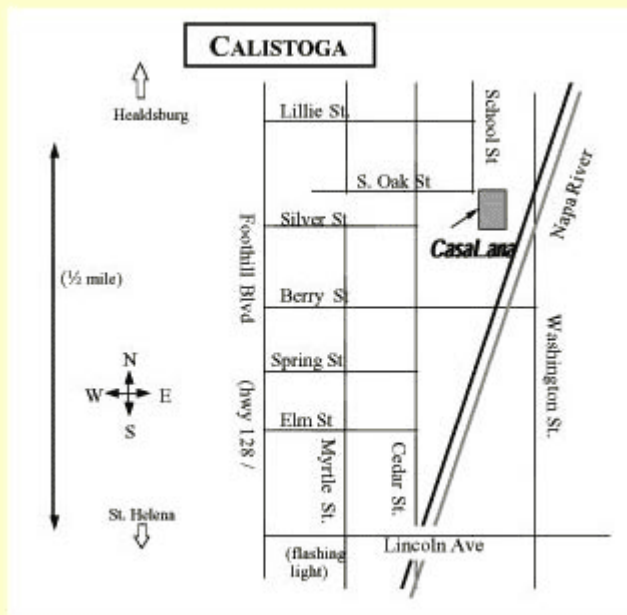 CALISTOGA
Healdsburg
Lillie St.
School St
S. Oak St
Napa River
Silver St
CasaLana
Foothill Blvd
(hwy 128 /
(½ mile)
Berry St
Washington St.
Spring St
N
W E
S
Elm St
Myrtle St.
Cedar St.
St. Helena
Lincoln Ave
(flashing
light)